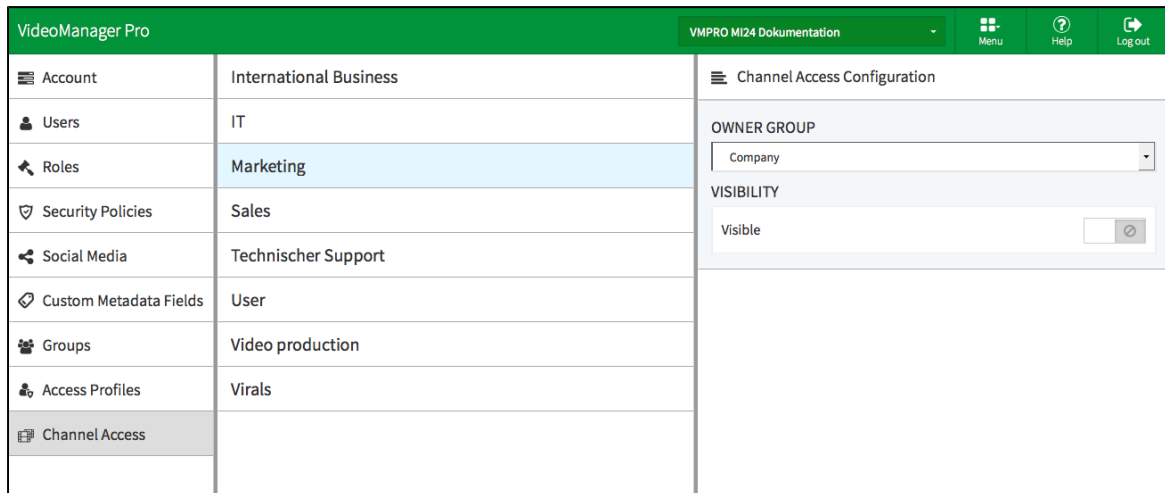 VideoManager Pro
VMPRO MI24 Dokumentation
Menu
Help
Log out
Account
Users
Roles
Security Policies
Social Media
Custom Metadata Fields
Groups
Access Profiles
Channel Access
International Business
IT
Marketing
Sales
Technischer Support
User
Video production
Virals
Channel Access Configuration
OWNER GROUP
Company
VISIBILITY
Visible